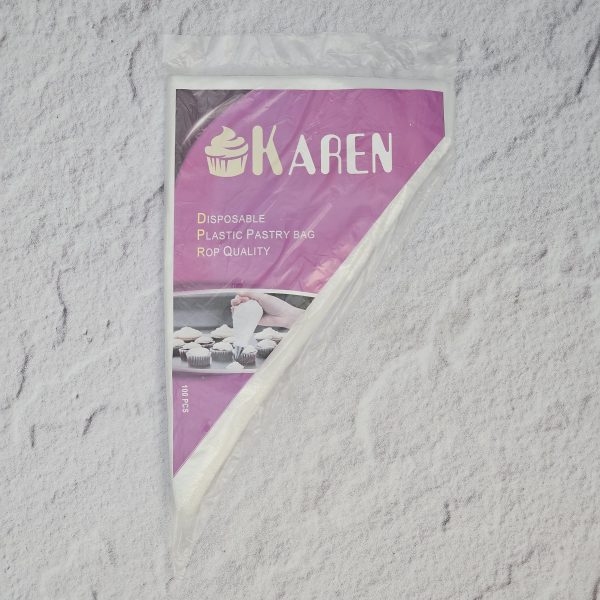 KAREN
DISPOSABLE
PLASTIC PASTRY BAG
ROP QUALITY
100 PCS